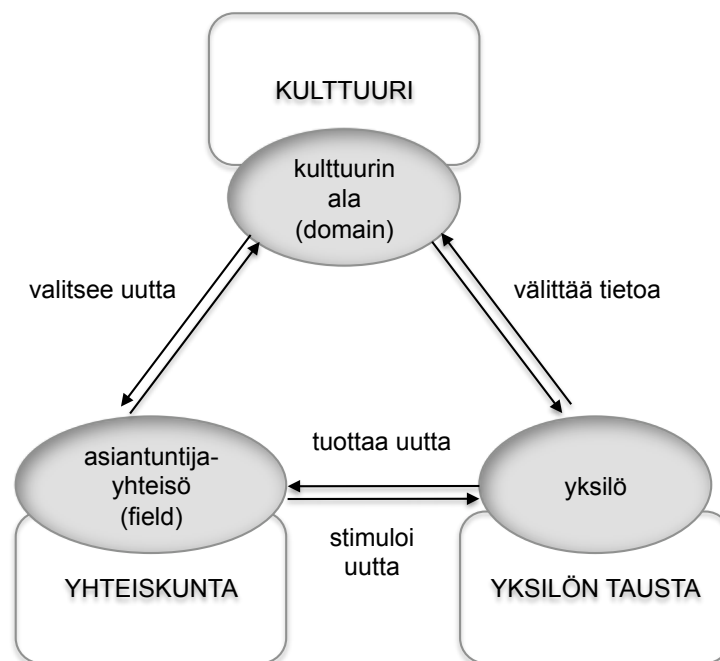 KULTTUURI
kulttuurin
ala
(domain)
valitsee uutta
välittää tietoa
asiantuntija-
yhteisö
(field)
tuottaa uutta
yksilö
stimuloi
uutta
YHTEISKUNTA
YKSILÖN TAUSTA